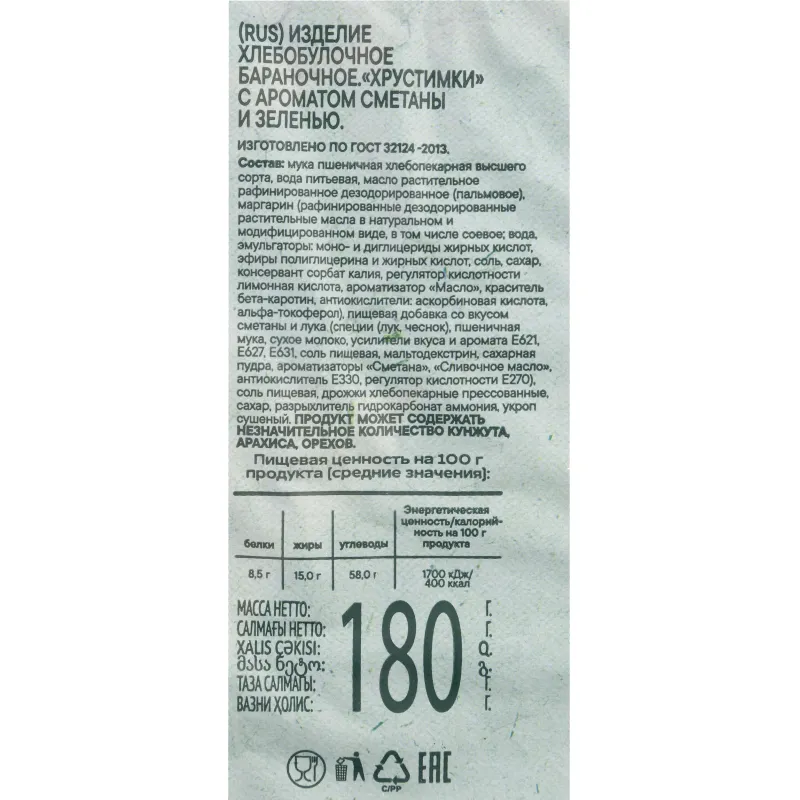 (RUS) ИЗДЕЛИЕ
ХЛЕБОБУЛОЧНОЕ
БАРАНОЧНОЕ.«ХРУСТИМКИ»
С АРОМАТОМ СМЕТАНЫ
И ЗЕЛЕНЬЮ.
ИЗГОТОВЛЕНО ПО ГОСТ 32124-2013.
Состав: мука пшеничная хлебопекарная высшего
сорта, вода питьевая, масло растительное
рафинированное дезодорированное (пальмовое),
маргарин (рафинированные дезодорированные
растительные масла в натуральном и
модифицированном виде, в том числе соевое; вода,
эмульгаторы: моно- и диглицериды жирных кислот,
эфиры полиглицерина и жирных кислот, соль, сахар,
консервант сорбат калия, регулятор кислотности
лимонная кислота, ароматизатор «Масло», краситель
бета-каротин, антиокислители: аскорбиновая кислота,
альфа-токоферол), пищевая добавка со вкусом
сметаны и лука (специи (лук, чеснок), пшеничная
мука, сухое молоко, усилители вкуса и аромата Е621,
Е627, Е631, соль пищевая, мальтодекстрин, сахарная
пудра, ароматизаторы «Сметана», «Сливочное масло»,
антиокислитель Е330, регулятор кислотности Е270),
соль пищевая, дрожжи хлебопекарные прессованные,
сахар, разрыхлитель гидрокарбонат аммония, укроп
сушеный. ПРОДУКТ МОЖЕТ СОДЕРЖАТЬ
НЕЗНАЧИТЕЛЬНОЕ КОЛИЧЕСТВО КУНЖУТА,
АРАХИСА, ОРЕХОВ.
Пищевая ценность на 100 г
продукта (средние значения):
белки жиры углеводы Энергетическая ценность/калорий-ность на 100 г продукта
8,5 г 15,0 г 58,0 г 1700 кДж/ 400 ккал
МАССА НЕТТО: 180 Г.
САЛМАҒЫ НЕТТО: Г.
XALIS ÇƏKISI: Q.
მასა ნეტო: გ.
ТАЗА САЛМАГЫ: Г.
ВАЗНИ ҲОЛИС: Г.
C/PP
EAC